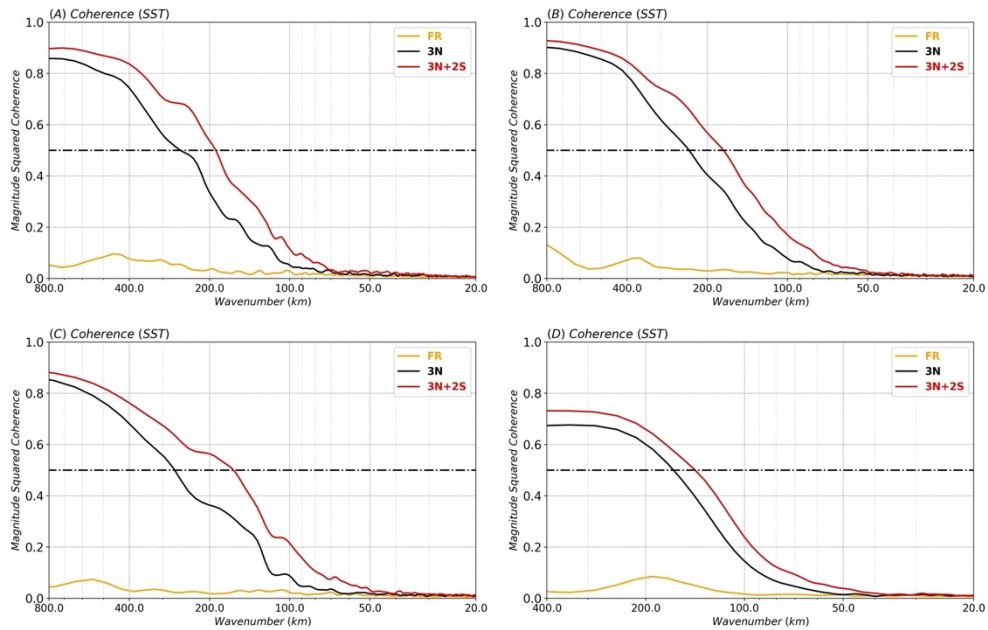 (A) Coherence (SST)
1.0
0.8
0.6
0.4
0.2
0.0
Magnitude Squared Coherence
FR
3N
3N+2S
800.0 400.0 200.0 100.0 50.0 20.0
Wavenumber (km)
(B) Coherence (SST)
1.0
0.8
0.6
0.4
0.2
0.0
Magnitude Squared Coherence
FR
3N
3N+2S
800.0 400.0 200.0 100.0 50.0 20.0
Wavenumber (km)
(C) Coherence (SST)
1.0
0.8
0.6
0.4
0.2
0.0
Magnitude Squared Coherence
FR
3N
3N+2S
800.0 400.0 200.0 100.0 50.0 20.0
Wavenumber (km)
(D) Coherence (SST)
1.0
0.8
0.6
0.4
0.2
0.0
Magnitude Squared Coherence
FR
3N
3N+2S
400.0 200.0 100.0 50.0 20.0
Wavenumber (km)